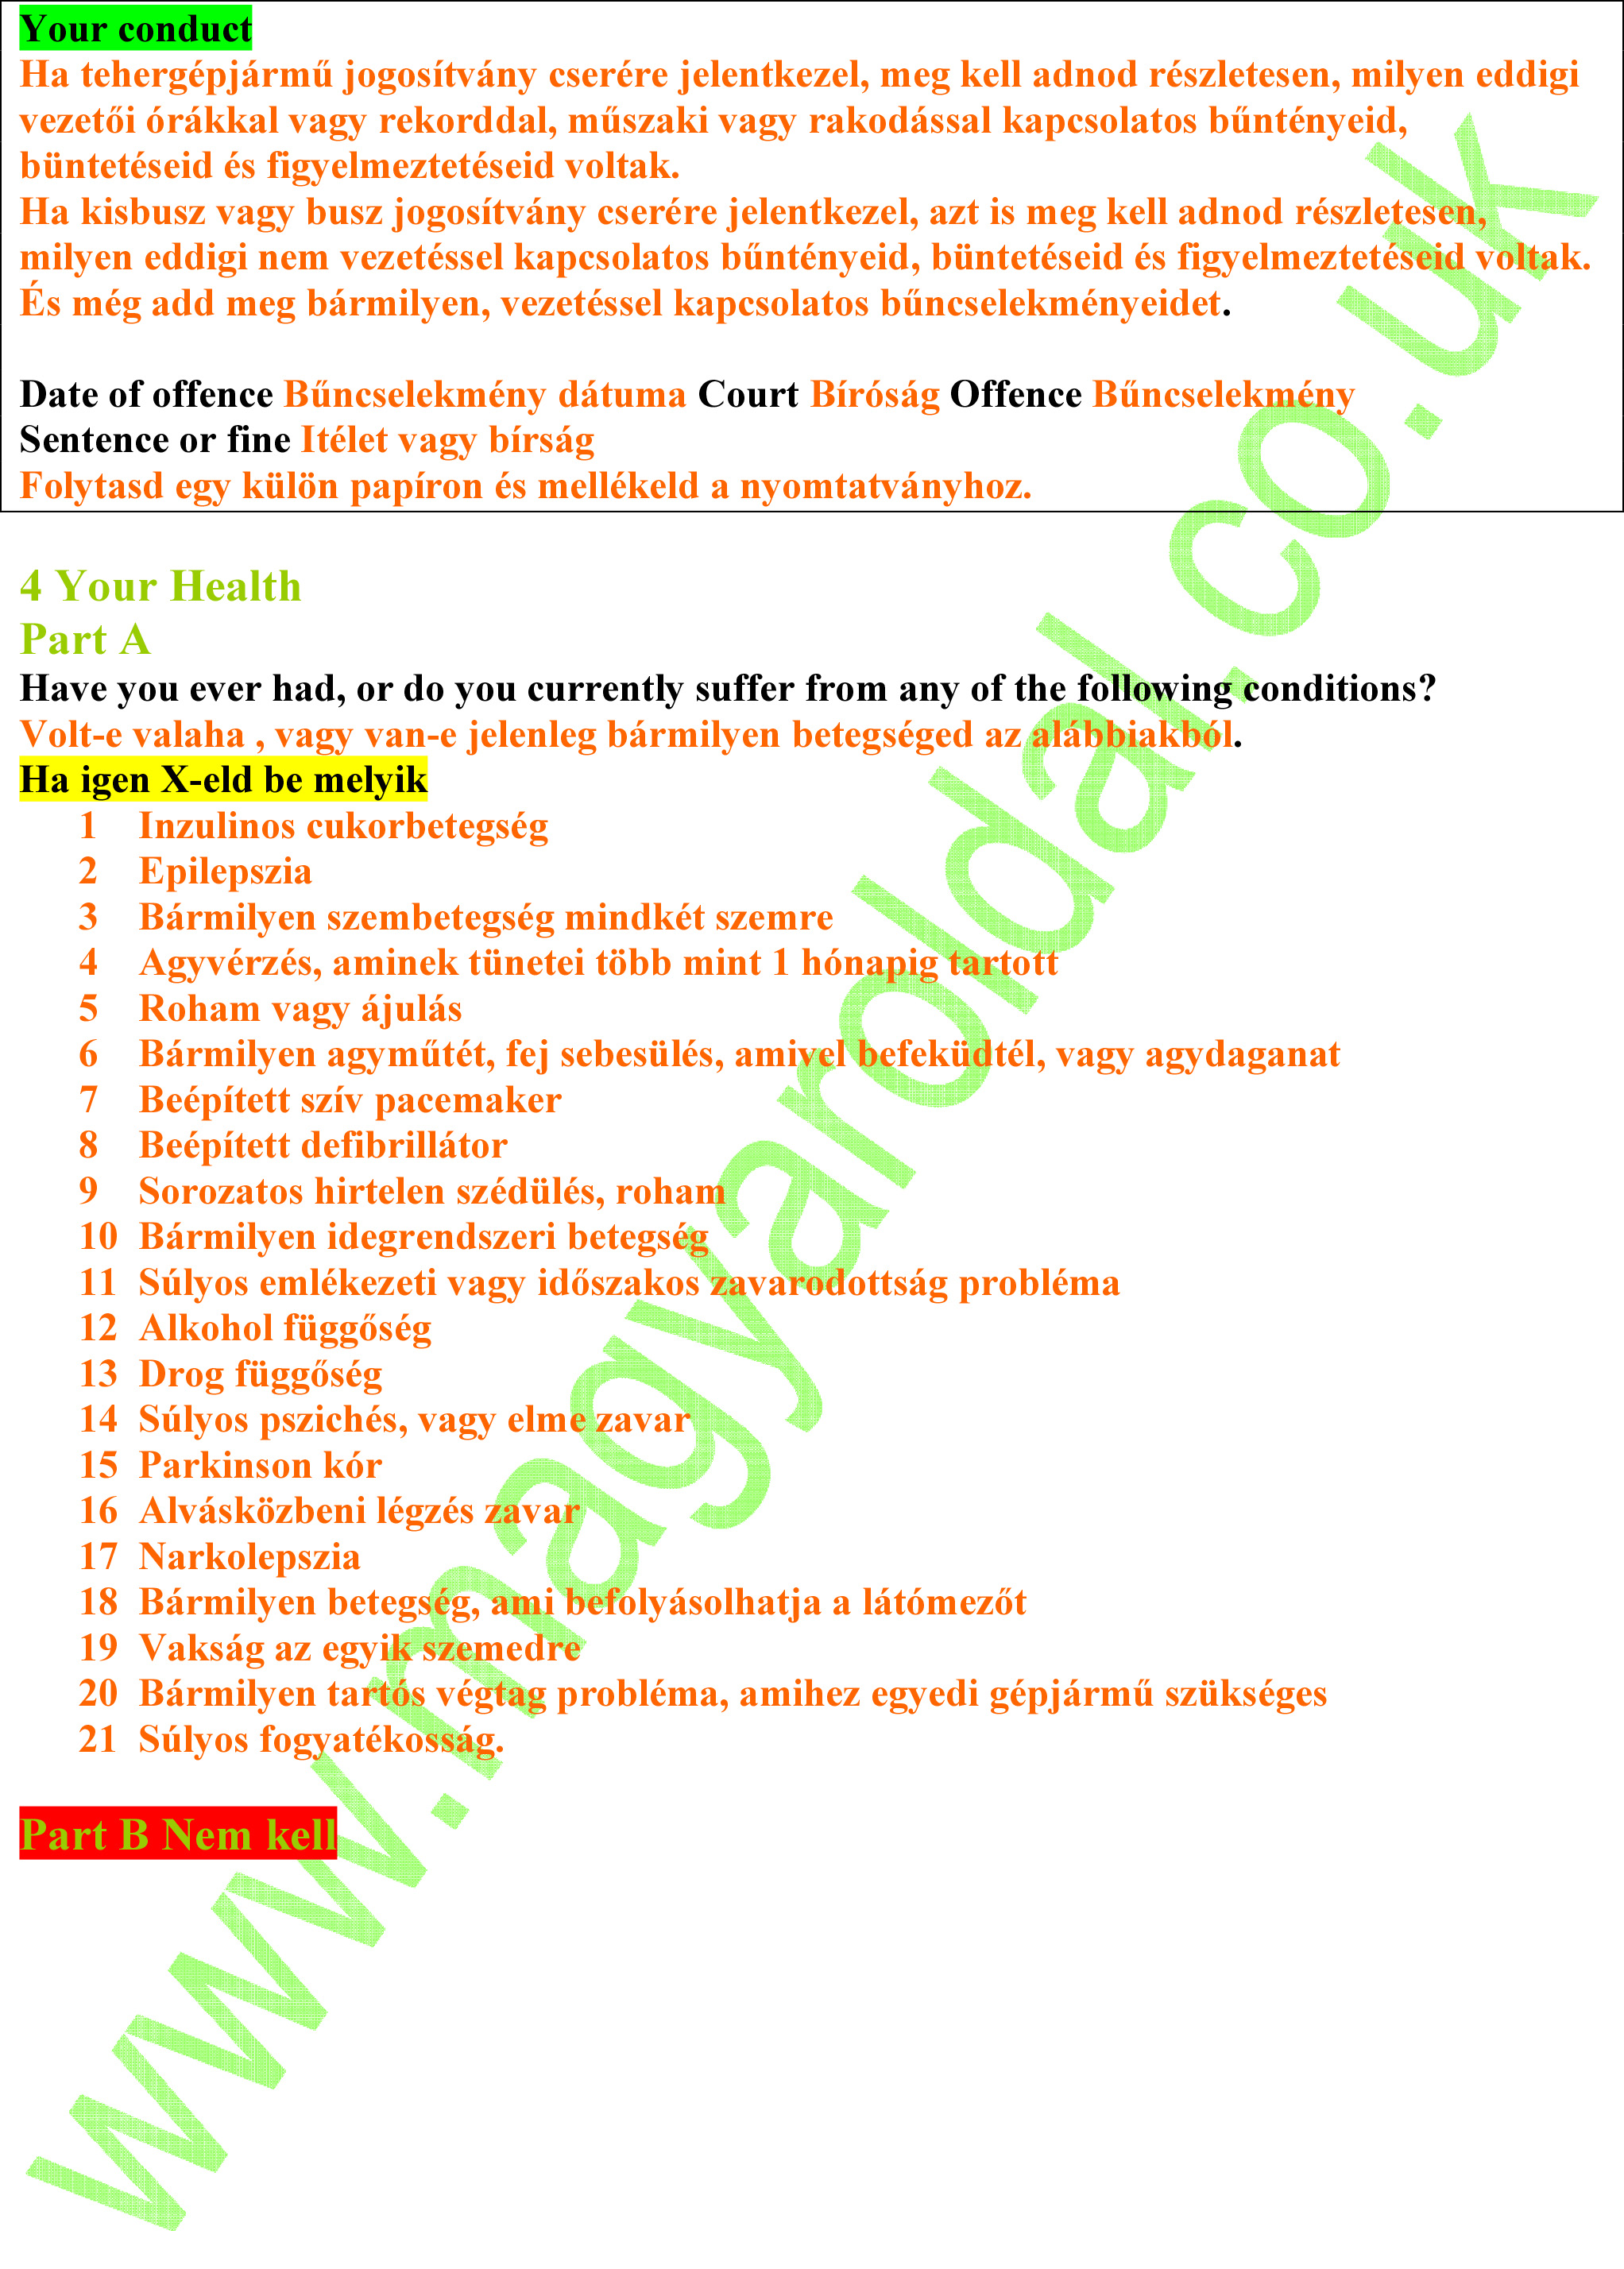 Your conduct
Ha tehergépjármű jogosítvány cserére jelentkezel, meg kell adnod részletesen, milyen eddigi
vezetői órákkal vagy rekorddal, műszaki vagy rakodással kapcsolatos bűntényeid,
büntetéseid és figyelmeztetéseid voltak.
Ha kisbusz vagy busz jogosítvány cserére jelentkezel, azt is meg kell adnod részletesen,
milyen eddigi nem vezetéssel kapcsolatos bűntényeid, büntetéseid és figyelmeztetéseid voltak.
És még add meg bármilyen, vezetéssel kapcsolatos bűncselekményeidet.
Date of offence Bűncselekmény dátuma Court Bíróság Offence Bűncselekmény
Sentence or fine Itélet vagy bírság
Folytasd egy külön papíron és mellékeld a nyomtatványhoz.
4 Your Health
Part A
Have you ever had, or do you currently suffer from any of the following conditions?
Volt-e valaha , vagy van-e jelenleg bármilyen betegséged az alábbiakból.
Ha igen X-eld be melyik
1 Inzulinos cukorbetegség
2 Epilepszia
3 Bármilyen szembetegség mindkét szemre
4 Agyvérzés, aminek tünetei több mint 1 hónapig tartott
5 Roham vagy ájulás
6 Bármilyen agyműtét, fej sebesülés, amivel befeküdtél, vagy agydaganat
7 Beépített szív pacemaker
8 Beépített defibrillátor
9 Sorozatos hirtelen szédülés, roham
10 Bármilyen idegrendszeri betegség
11 Súlyos emlékezeti vagy időszakos zavarodottság probléma
12 Alkohol függőség
13 Drog függőség
14 Súlyos pszichés, vagy elme zavar
15 Parkinson kór
16 Alvásközbeni légzés zavar
17 Narkolepszia
18 Bármilyen betegség, ami befolyásolhatja a látómezőt
19 Vakság az egyik szemedre
20 Bármilyen tartós végtag probléma, amihez egyedi gépjármű szükséges
21 Súlyos fogyatékosság.
Part B Nem kell
www.magyaroldal.co.uk